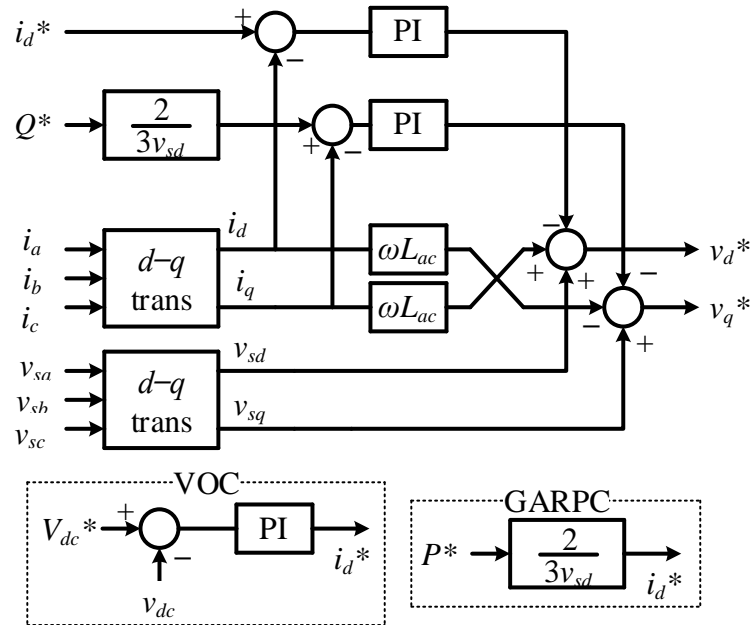 i_d* + − PI
Q* 2/(3v_sd) + − PI
i_a i_b i_c d−q trans i_d i_q ωL_ac ωL_ac
− + + v_d*
− − + v_q*
v_sa v_sb v_sc d−q trans v_sd v_sq
VOC
V_dc* + − PI i_d*
v_dc
GARPC
P* 2/(3v_sd) i_d*